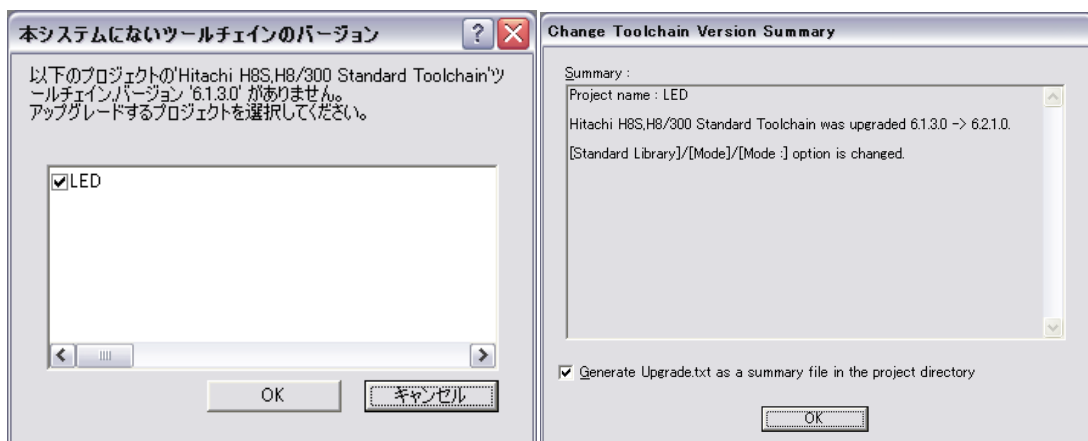 本システムにないツールチェインのバージョン
以下のプロジェクトの'Hitachi H8S,H8/300 Standard Toolchain'ツ
ールチェイン,バージョン '6.1.3.0' がありません。
アップグレードするプロジェクトを選択してください。
LED
OK
キャンセル
Change Toolchain Version Summary
Summary :
Project name : LED
Hitachi H8S,H8/300 Standard Toolchain was upgraded 6.1.3.0 -> 6.2.1.0.
[Standard Library]/[Mode]/[Mode :] option is changed.
Generate Upgrade.txt as a summary file in the project directory
OK